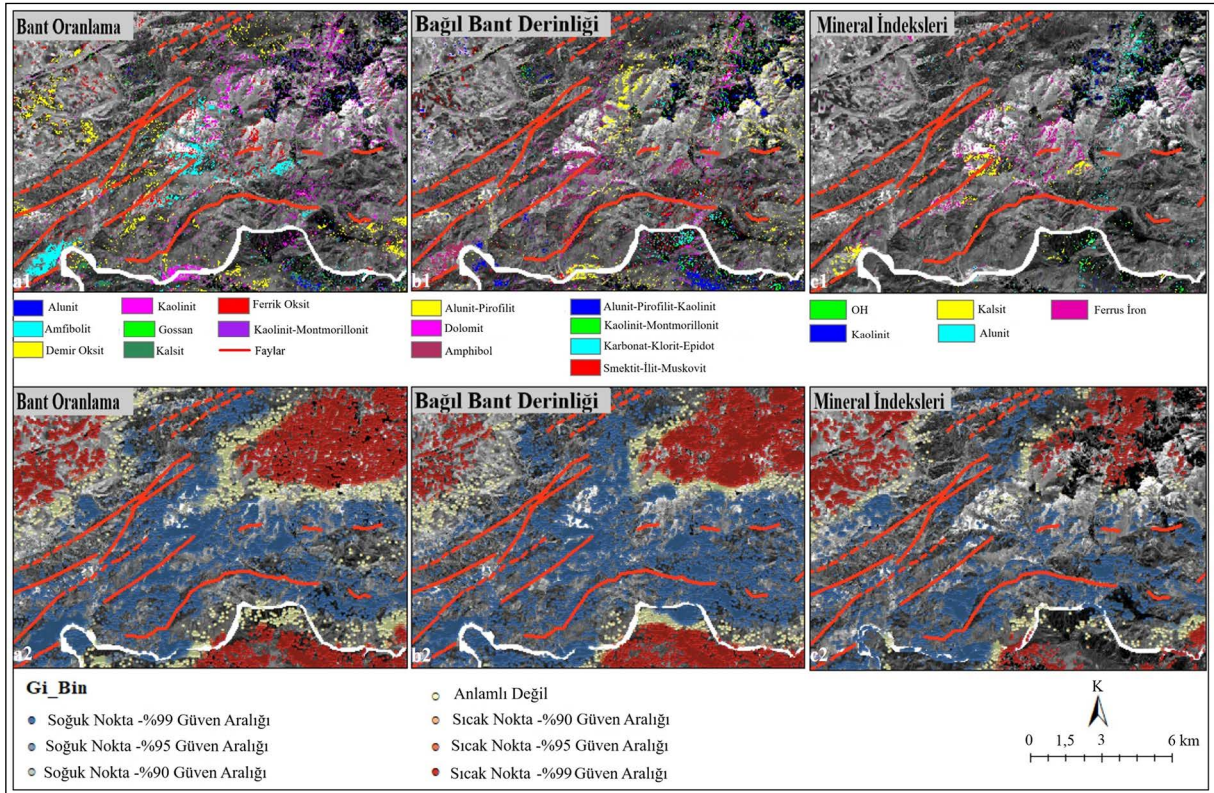 Bant Oranlama
Bağıl Bant Derinliği
Mineral İndeksleri
a1
b1
c1
Alunit
Kaolinit
Ferrik Oksit
Amfibolit
Gossan
Kaolinit-Montmorillonit
Demir Oksit
Kalsit
Faylar
Alunit-Pirofilit
Alunit-Pirofilit-Kaolinit
Dolomit
Kaolinit-Montmorillonit
Amphibol
Karbonat-Klorit-Epidot
Smektit-İlit-Muskovit
OH
Kalsit
Ferrus İron
Kaolinit
Alunit
Bant Oranlama
Bağıl Bant Derinliği
Mineral İndeksleri
a2
b2
c2
Gi_Bin
Soğuk Nokta -%99 Güven Aralığı
Soğuk Nokta -%95 Güven Aralığı
Soğuk Nokta -%90 Güven Aralığı
Anlamlı Değil
Sıcak Nokta -%90 Güven Aralığı
Sıcak Nokta -%95 Güven Aralığı
Sıcak Nokta -%99 Güven Aralığı
K
0 1,5 3 6 km